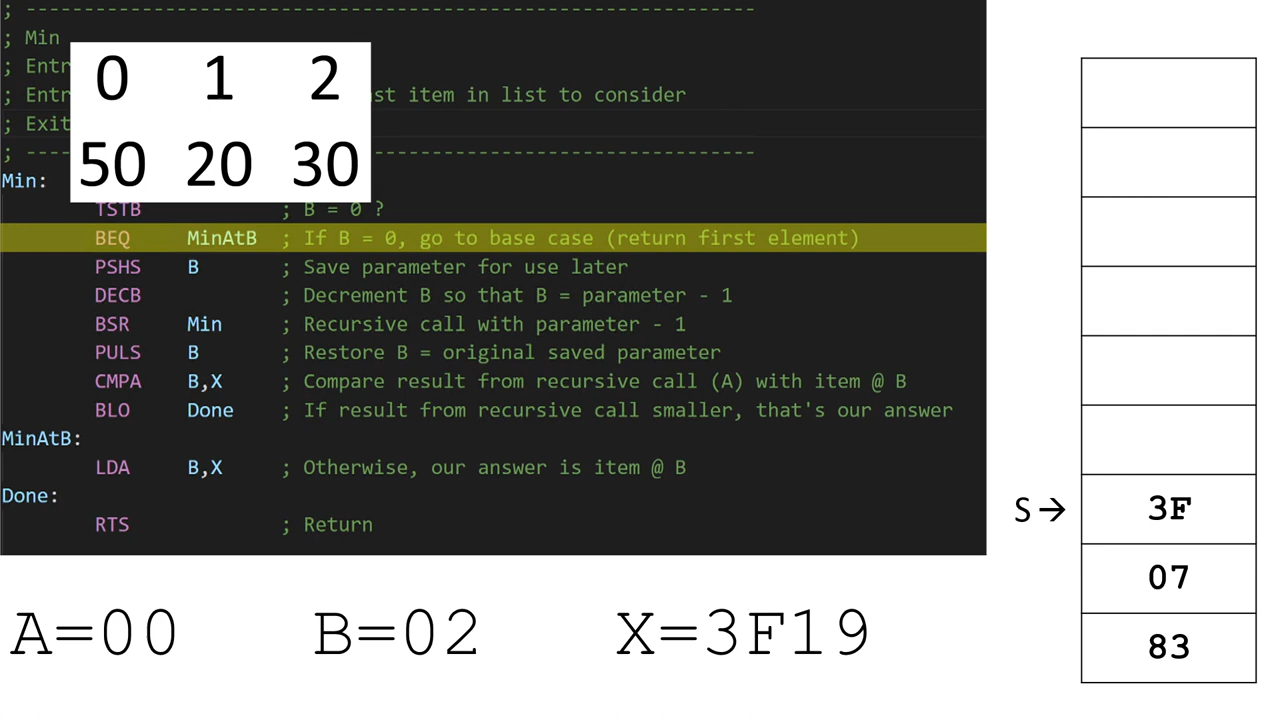 ; ---------------------------------------------------------------
; Min
; Entr
; Entr st item in list to consider
; Exit
; ---------------------------------------------------------------
0 1 2
50 20 30
Min:
TSTB ; B = 0 ?
BEQ MinAtB ; If B = 0, go to base case (return first element)
PSHS B ; Save parameter for use later
DECB ; Decrement B so that B = parameter - 1
BSR Min ; Recursive call with parameter - 1
PULS B ; Restore B = original saved parameter
CMPA B,X ; Compare result from recursive call (A) with item @ B
BLO Done ; If result from recursive call smaller, that's our answer
MinAtB:
LDA B,X ; Otherwise, our answer is item @ B
Done:
RTS ; Return
S → 3F
07
83
A=00 B=02 X=3F19